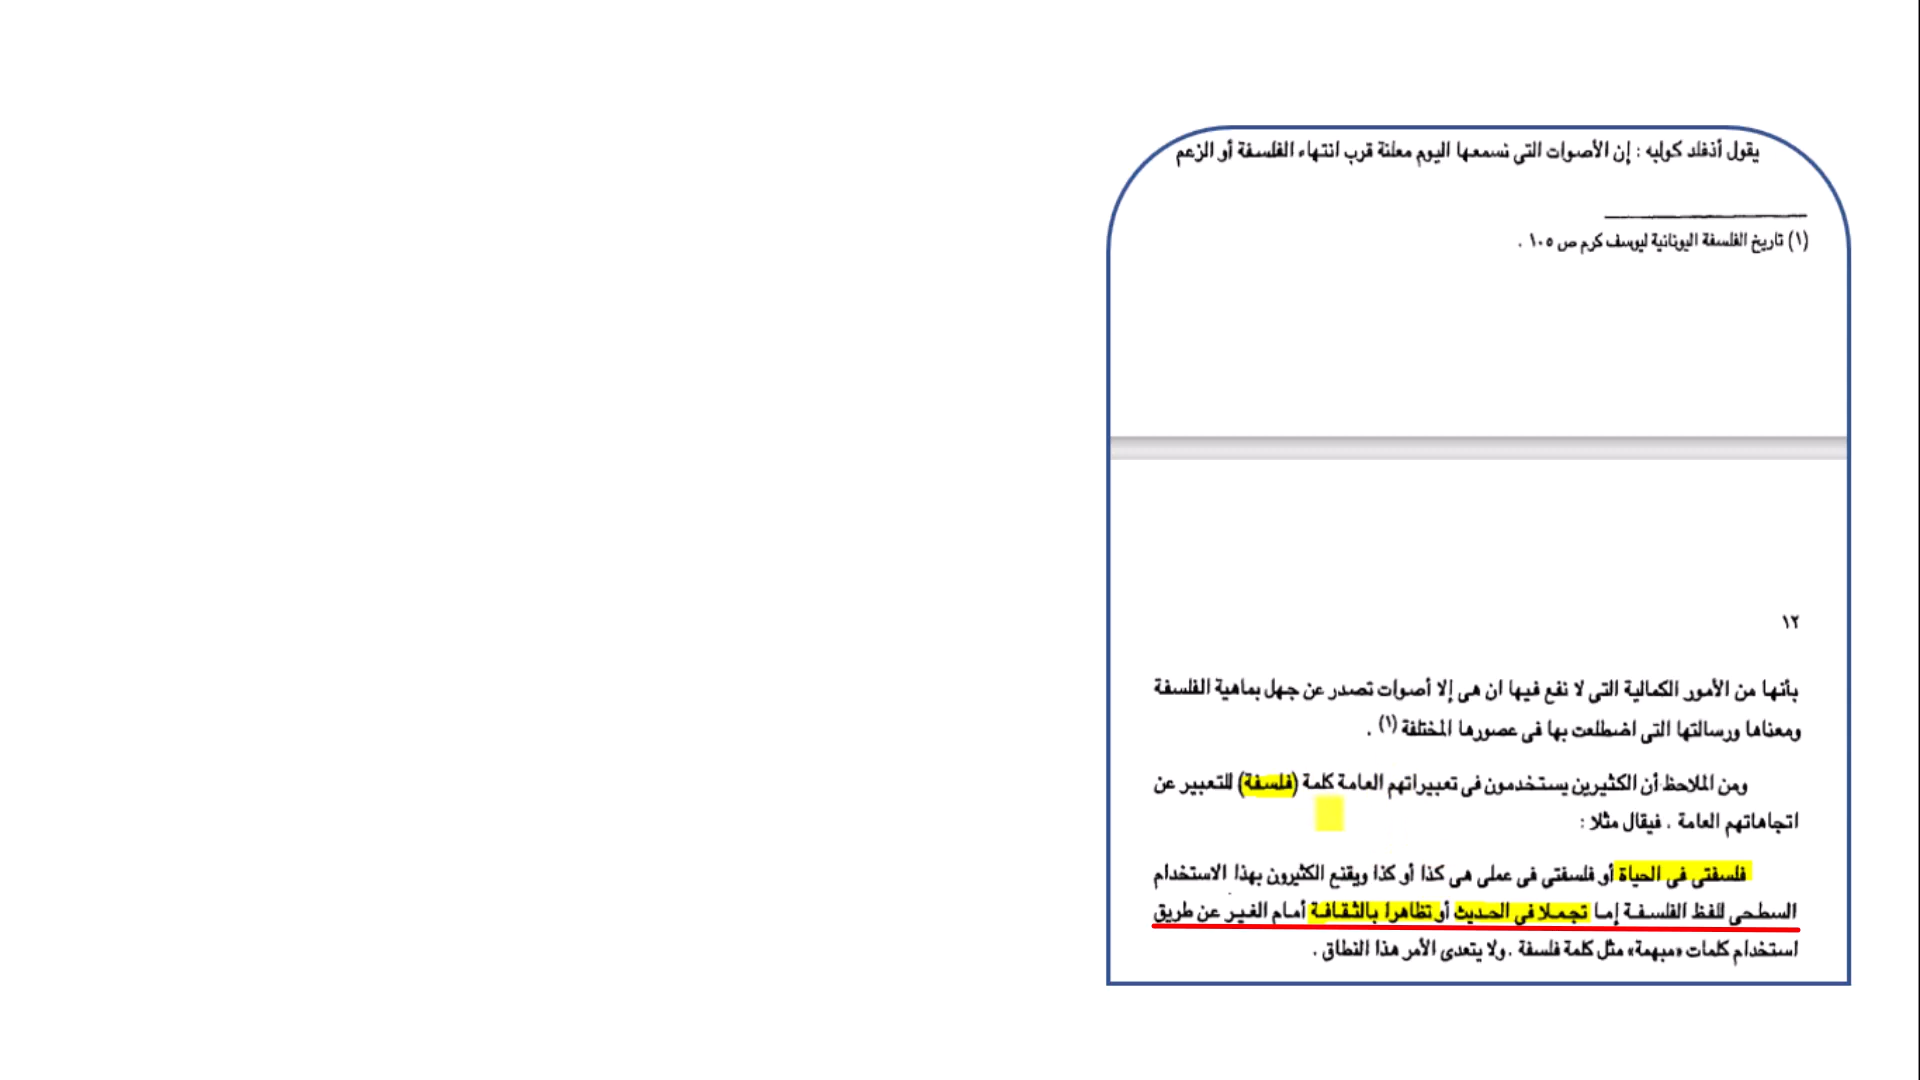 يقول أذفلد كولبه : إن الأصوات التى نسمعها اليوم معلنة قرب انتهاء الفلسفة أو الزعم
(١) تاريخ الفلسفة اليونانية ليوسف كرم ص ١٠٥ .
١٢
بأنها من الأمور الكمالية التى لا نفع فيها ان هى إلا أصوات تصدر عن جهل بماهية الفلسفة
ومعناها ورسالتها التى اضطلعت بها فى عصورها المختلفة (١) .
ومن الملاحظ أن الكثيرين يستخدمون فى تعبيراتهم العامة كلمة (فلسفة) للتعبير عن
اتجاهاتهم العامة . فيقال مثلا :
فلسفتى فى الحياة أو فلسفتى فى عملى هى كذا أو كذا ويقنع الكثيرون بهذا الاستخدام
السطحى للفظ الفلسفة إما تجملا فى الحديث أو تظاهرا بالثقافة أمام الغير عن طريق
استخدام كلمات «مبهمة» مثل كلمة فلسفة . ولا يتعدى الأمر هذا النطاق .